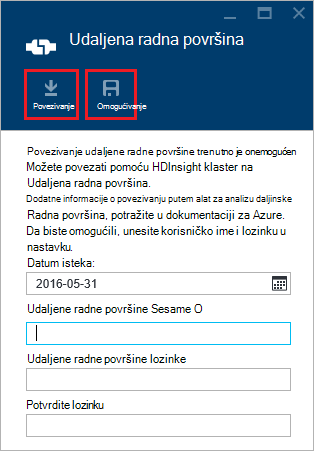 Udaljena radna površina
Povezivanje
Omogućivanje
Povezivanje udaljene radne površine trenutno je onemogućen
Možete povezati pomoću HDInsight klaster na
Udaljena radna površina.
Dodatne informacije o povezivanju putem alat za analizu daljinske
Radna površina, potražite u dokumentaciji za Azure.
Da biste omogućili, unesite korisničko ime i lozinku u
nastavku.
Datum isteka:
2016-05-31
Udaljene radne površine Sesame O
Udaljene radne površine lozinke
Potvrdite lozinku